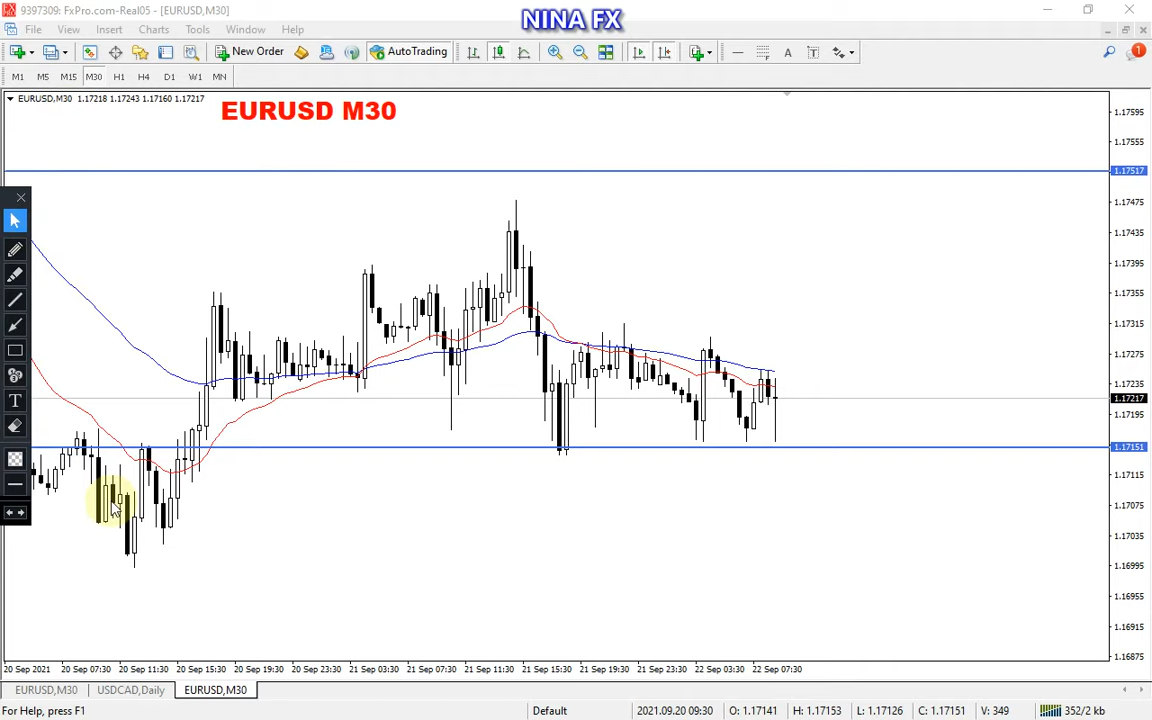 9397309: FxPro.com-Real05 - [EURUSD,M30]
NINA FX
File View Insert Charts Tools Window Help
New Order AutoTrading
M1 M5 M15 M30 H1 H4 D1 W1 MN
EURUSD,M30 1.17218 1.17243 1.17160 1.17217
EURUSD M30
1.17595
1.17555
1.17517
1.17475
1.17435
1.17395
1.17355
1.17315
1.17275
1.17235
1.17217
1.17195
1.17151
1.17115
1.17075
1.17035
1.16995
1.16955
1.16915
1.16875
20 Sep 2021 20 Sep 07:30 20 Sep 11:30 20 Sep 15:30 20 Sep 19:30 20 Sep 23:30 21 Sep 03:30 21 Sep 07:30 21 Sep 11:30 21 Sep 15:30 21 Sep 19:30 21 Sep 23:30 22 Sep 03:30 22 Sep 07:30
EURUSD,M30 USDCAD,Daily EURUSD,M30
For Help, press F1 Default 2021.09.20 09:30 O: 1.17141 H: 1.17153 L: 1.17126 C: 1.17151 V: 349 352/2 kb